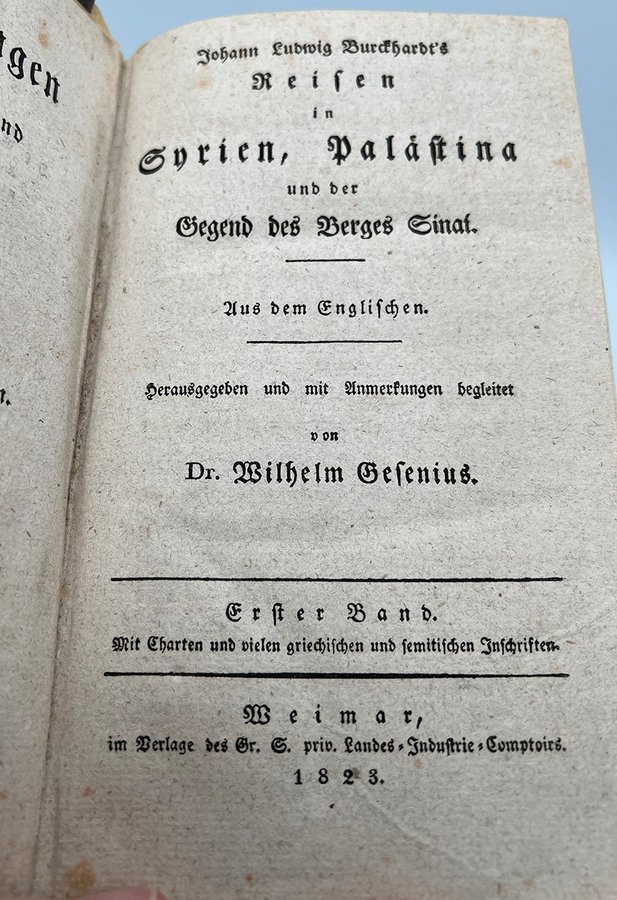 gen
nd
n.
Johann Ludwig Burckhardt's
Reisen
in
Syrien, Palästina
und der
Gegend des Berges Sinai.
Aus dem Englischen.
Herausgegeben und mit Anmerkungen begleitet
von
Dr. Wilhelm Gesenius.
Erster Band.
Mit Charten und vielen griechischen und semitischen Inschriften.
Weimar,
im Verlage des Gr. S. priv. Landes-Industrie-Comptoirs.
1823.